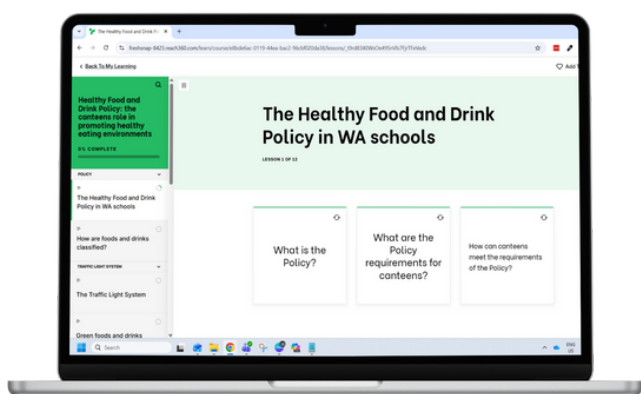 The Healthy Food and Drink P
Back To My Learning
Add T
Healthy Food and
Drink Policy: the
canteens role in
promoting healthy
eating environments
0% COMPLETE
POLICY
The Healthy Food and Drink
Policy in WA schools
How are foods and drinks
classified?
TRAFFIC LIGHT SYSTEM
The Traffic Light System
Green foods and drinks
The Healthy Food and Drink
Policy in WA schools
LESSON 1 OF 12
What is the
Policy?
What are the
Policy
requirements for
canteens?
How can canteens
meet the requirements
of the Policy?
Search
ENG
US